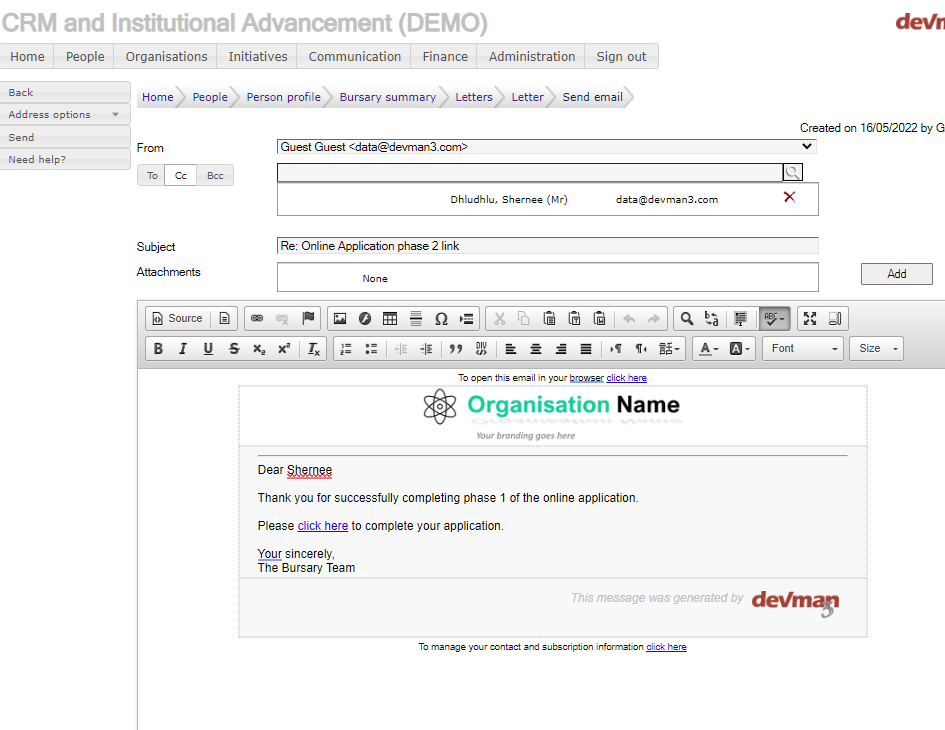 CRM and Institutional Advancement (DEMO)
Home People Organisations Initiatives Communication Finance Administration Sign out
Back
Address options
Send
Need help?
Home People Person profile Bursary summary Letters Letter Send email
Created on 16/05/2022 by G
From Guest Guest <data@devman3.com>
To Cc Bcc
Dhludhlu, Shernee (Mr) data@devman3.com
Subject Re: Online Application phase 2 link
Attachments None Add
Source
Font Size
To open this email in your browser click here
Organisation Name
Your branding goes here
Dear Shernee
Thank you for successfully completing phase 1 of the online application.
Please click here to complete your application.
Your sincerely,
The Bursary Team
This message was generated by devman 3
To manage your contact and subscription information click here